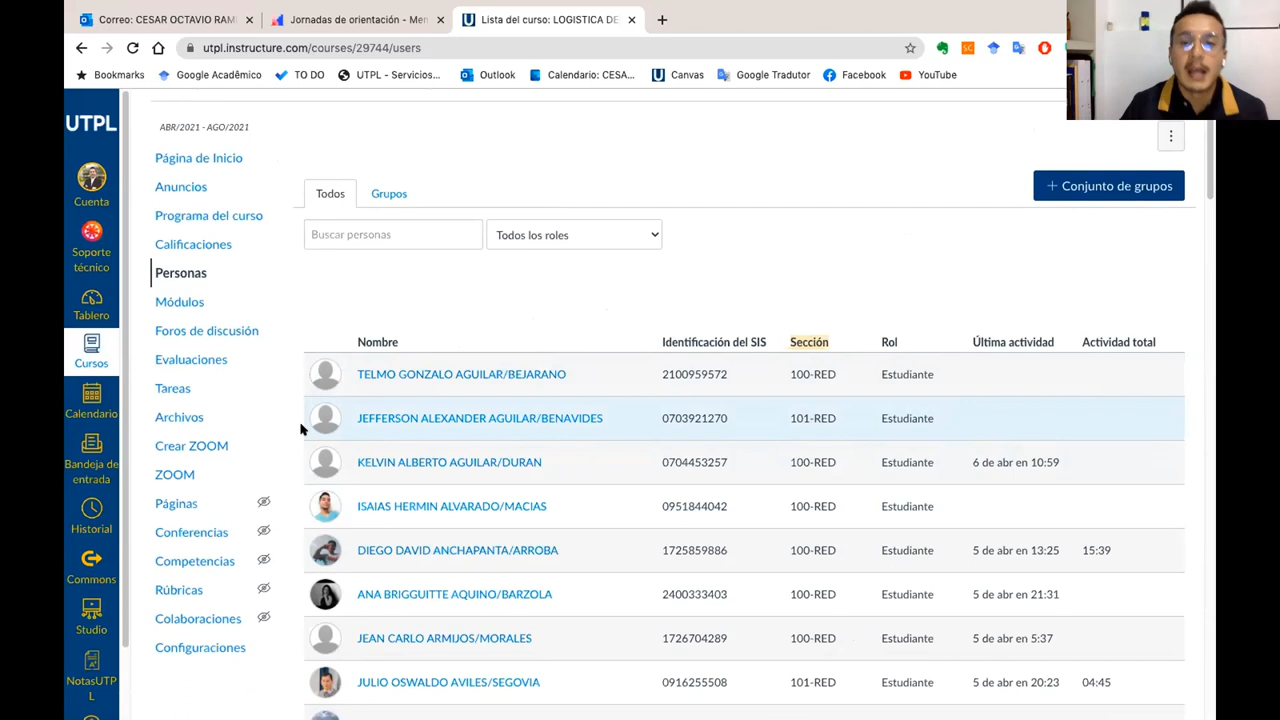 Correo: CESAR OCTAVIO RAM
Jornadas de orientación - Men
Lista del curso: LOGISTICA DE
utpl.instructure.com/courses/29744/users
Bookmarks
Google Académico
TO DO
UTPL - Servicios...
Outlook
Calendario: CESA...
Canvas
Google Tradutor
Facebook
YouTube
UTPL
Cuenta
Soporte
técnico
Tablero
Cursos
Calendario
Bandeja de
entrada
Historial
Commons
Studio
NotasUTP
L
ABR/2021 - AGO/2021
Página de Inicio
Anuncios
Programa del curso
Calificaciones
Personas
Módulos
Foros de discusión
Evaluaciones
Tareas
Archivos
Crear ZOOM
ZOOM
Páginas
Conferencias
Competencias
Rúbricas
Colaboraciones
Configuraciones
Todos
Grupos
+ Conjunto de grupos
Buscar personas
Todos los roles
Nombre Identificación del SIS Sección Rol Última actividad Actividad total
TELMO GONZALO AGUILAR/BEJARANO 2100959572 100-RED Estudiante
JEFFERSON ALEXANDER AGUILAR/BENAVIDES 0703921270 101-RED Estudiante
KELVIN ALBERTO AGUILAR/DURAN 0704453257 100-RED Estudiante 6 de abr en 10:59
ISAIAS HERMIN ALVARADO/MACIAS 0951844042 100-RED Estudiante
DIEGO DAVID ANCHAPANTA/ARROBA 1725859886 100-RED Estudiante 5 de abr en 13:25 15:39
ANA BRIGGUITTE AQUINO/BARZOLA 2400333403 100-RED Estudiante 5 de abr en 21:31
JEAN CARLO ARMIJOS/MORALES 1726704289 100-RED Estudiante 5 de abr en 5:37
JULIO OSWALDO AVILES/SEGOVIA 0916255508 101-RED Estudiante 5 de abr en 20:23 04:45